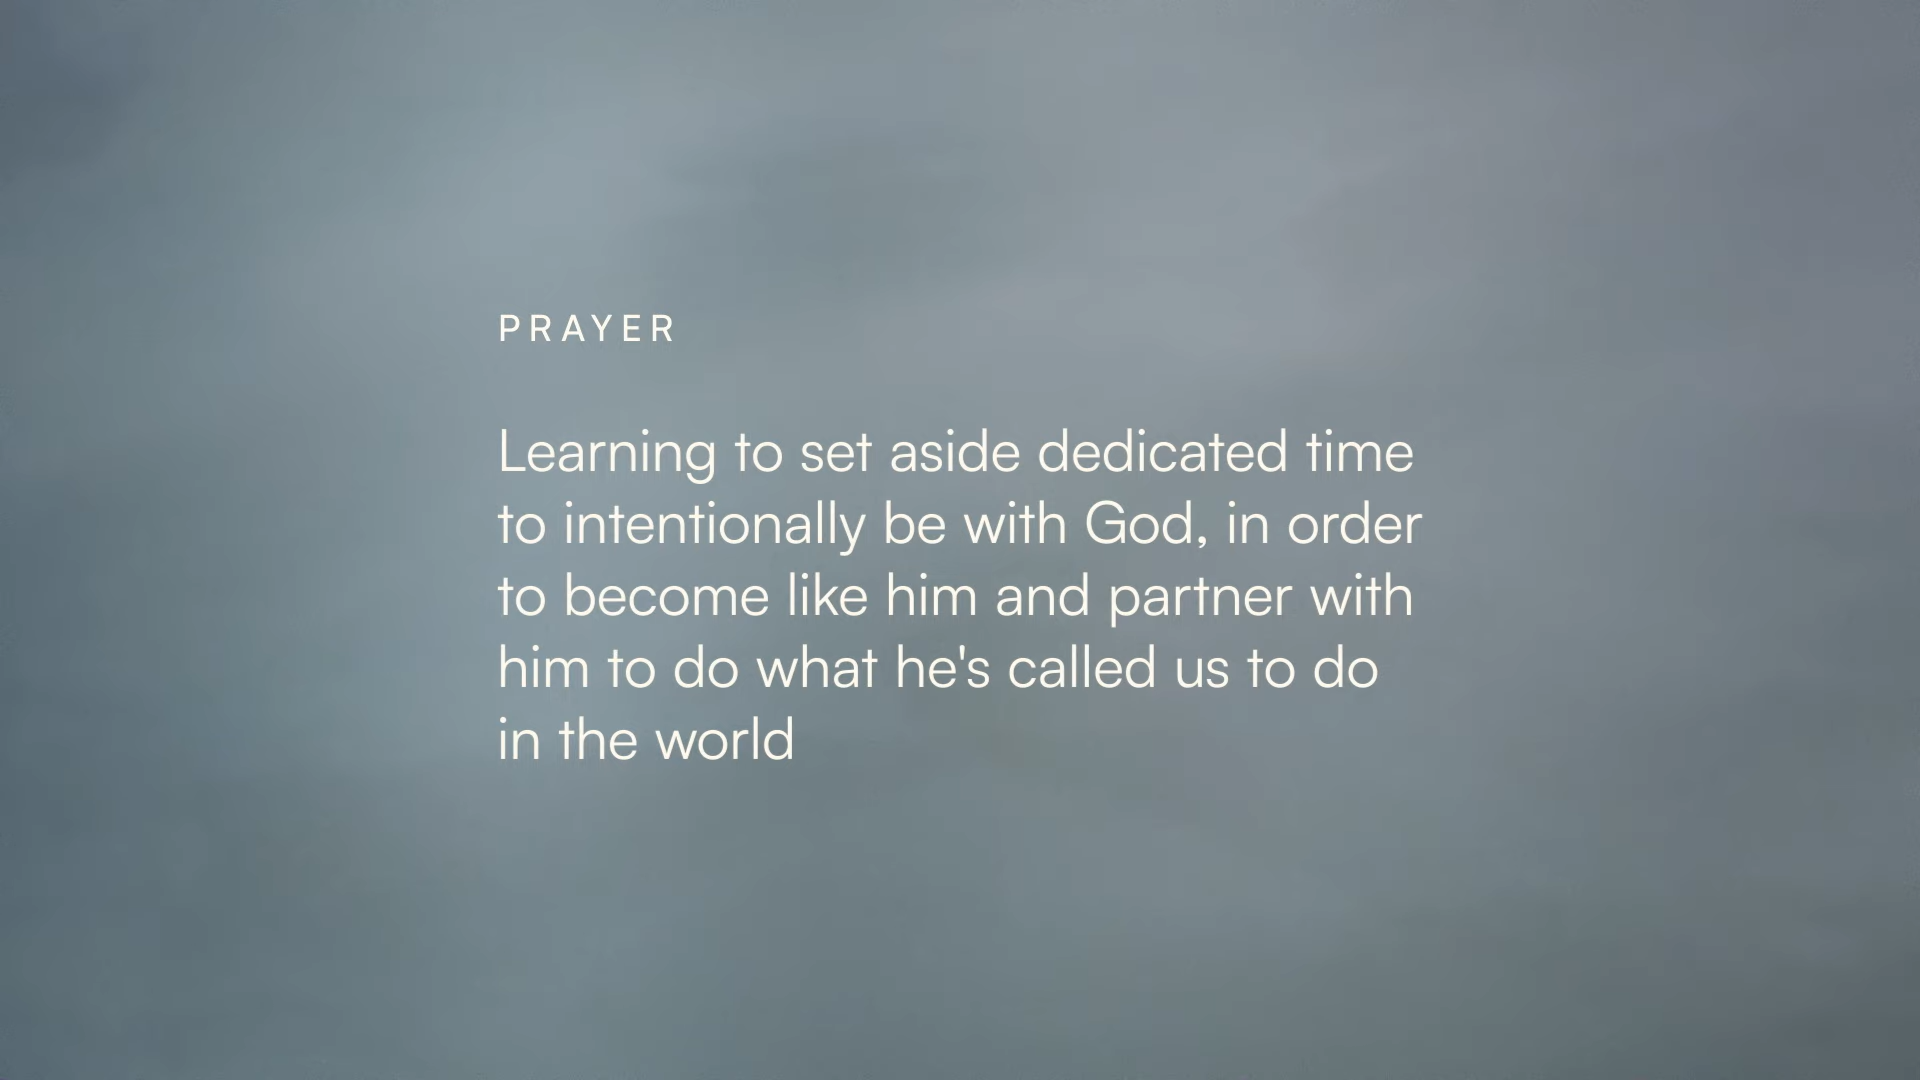 PRAYER
Learning to set aside dedicated time
to intentionally be with God, in order
to become like him and partner with
him to do what he's called us to do
in the world